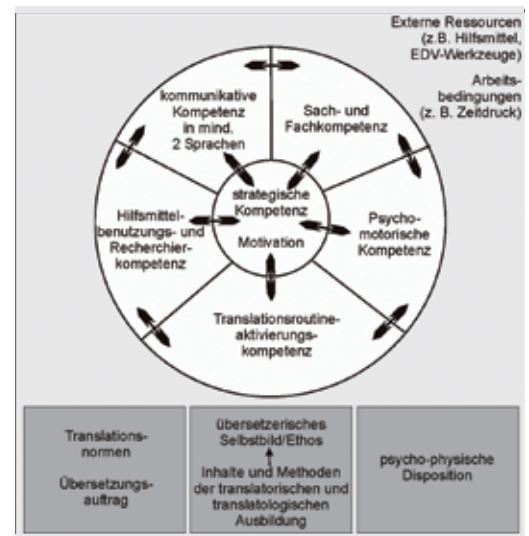 Externe Ressourcen
(z.B. Hilfsmittel,
EDV-Werkzeuge)
Arbeits-
bedingungen
(z. B. Zeitdruck)
kommunikative
Kompetenz
in mind.
2 Sprachen
Sach- und
Fachkompetenz
strategische
Kompetenz
Motivation
Hilfsmittel-
benutzungs- und
Recherchier-
kompetenz
Psycho-
motorische
Kompetenz
Translationsroutine-
aktivierungs-
kompetenz
Translations-
normen
Übersetzungs-
auftrag
übersetzerisches
Selbstbild/Ethos
Inhalte und Methoden
der translatorischen und
translatologischen
Ausbildung
psycho-physische
Disposition